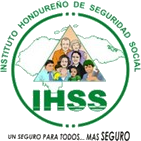 INSTITUTO HONDUREÑO DE SEGURIDAD SOCIAL
IHSS
UN SEGURO PARA TODOS... MAS SEGURO